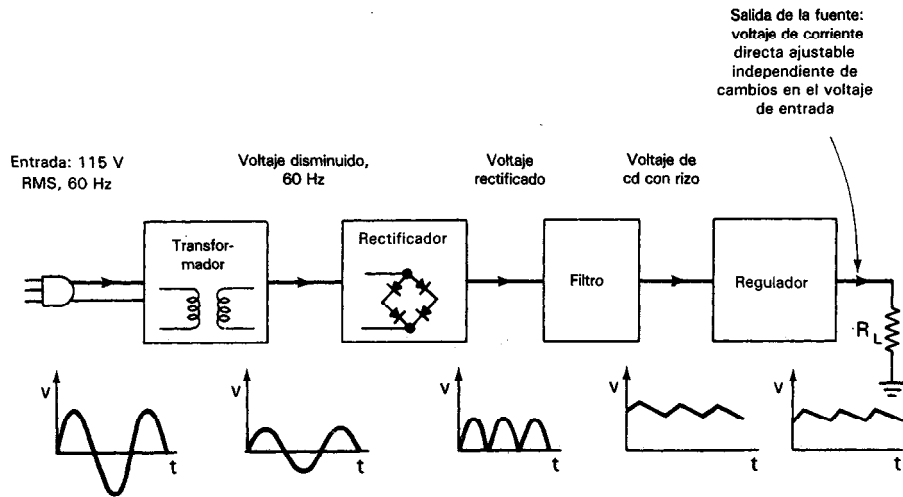 Salida de la fuente:
voltaje de corriente
directa ajustable
independiente de
cambios en el voltaje
de entrada
Entrada: 115 V
RMS, 60 Hz
Voltaje disminuido,
60 Hz
Voltaje
rectificado
Voltaje de
cd con rizo
Transfor-
mador
Rectificador
Filtro
Regulador
R L
V
t
V
t
V
t
V
t
V
t